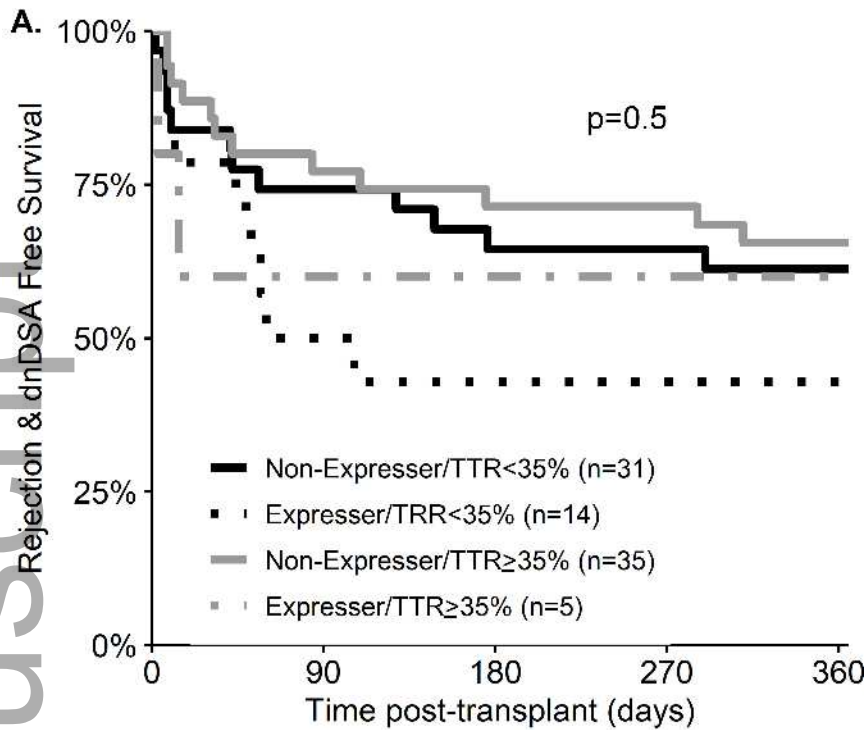 A.
100%
75%
50%
25%
0%
Rejection & dnDSA Free Survival
p=0.5
Non-Expresser/TTR<35% (n=31)
Expresser/TRR<35% (n=14)
Non-Expresser/TTR≥35% (n=35)
Expresser/TTR≥35% (n=5)
0 90 180 270 360
Time post-transplant (days)